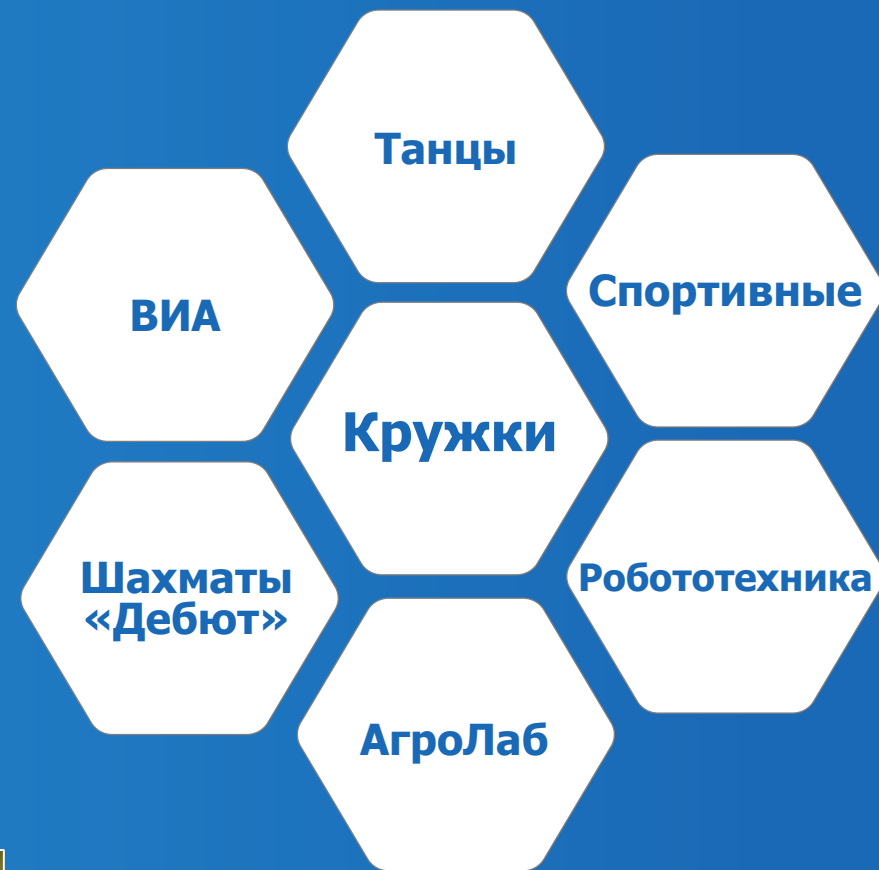 Танцы
ВИА
Спортивные
Кружки
Шахматы
«Дебют»
Робототехника
АгроЛаб